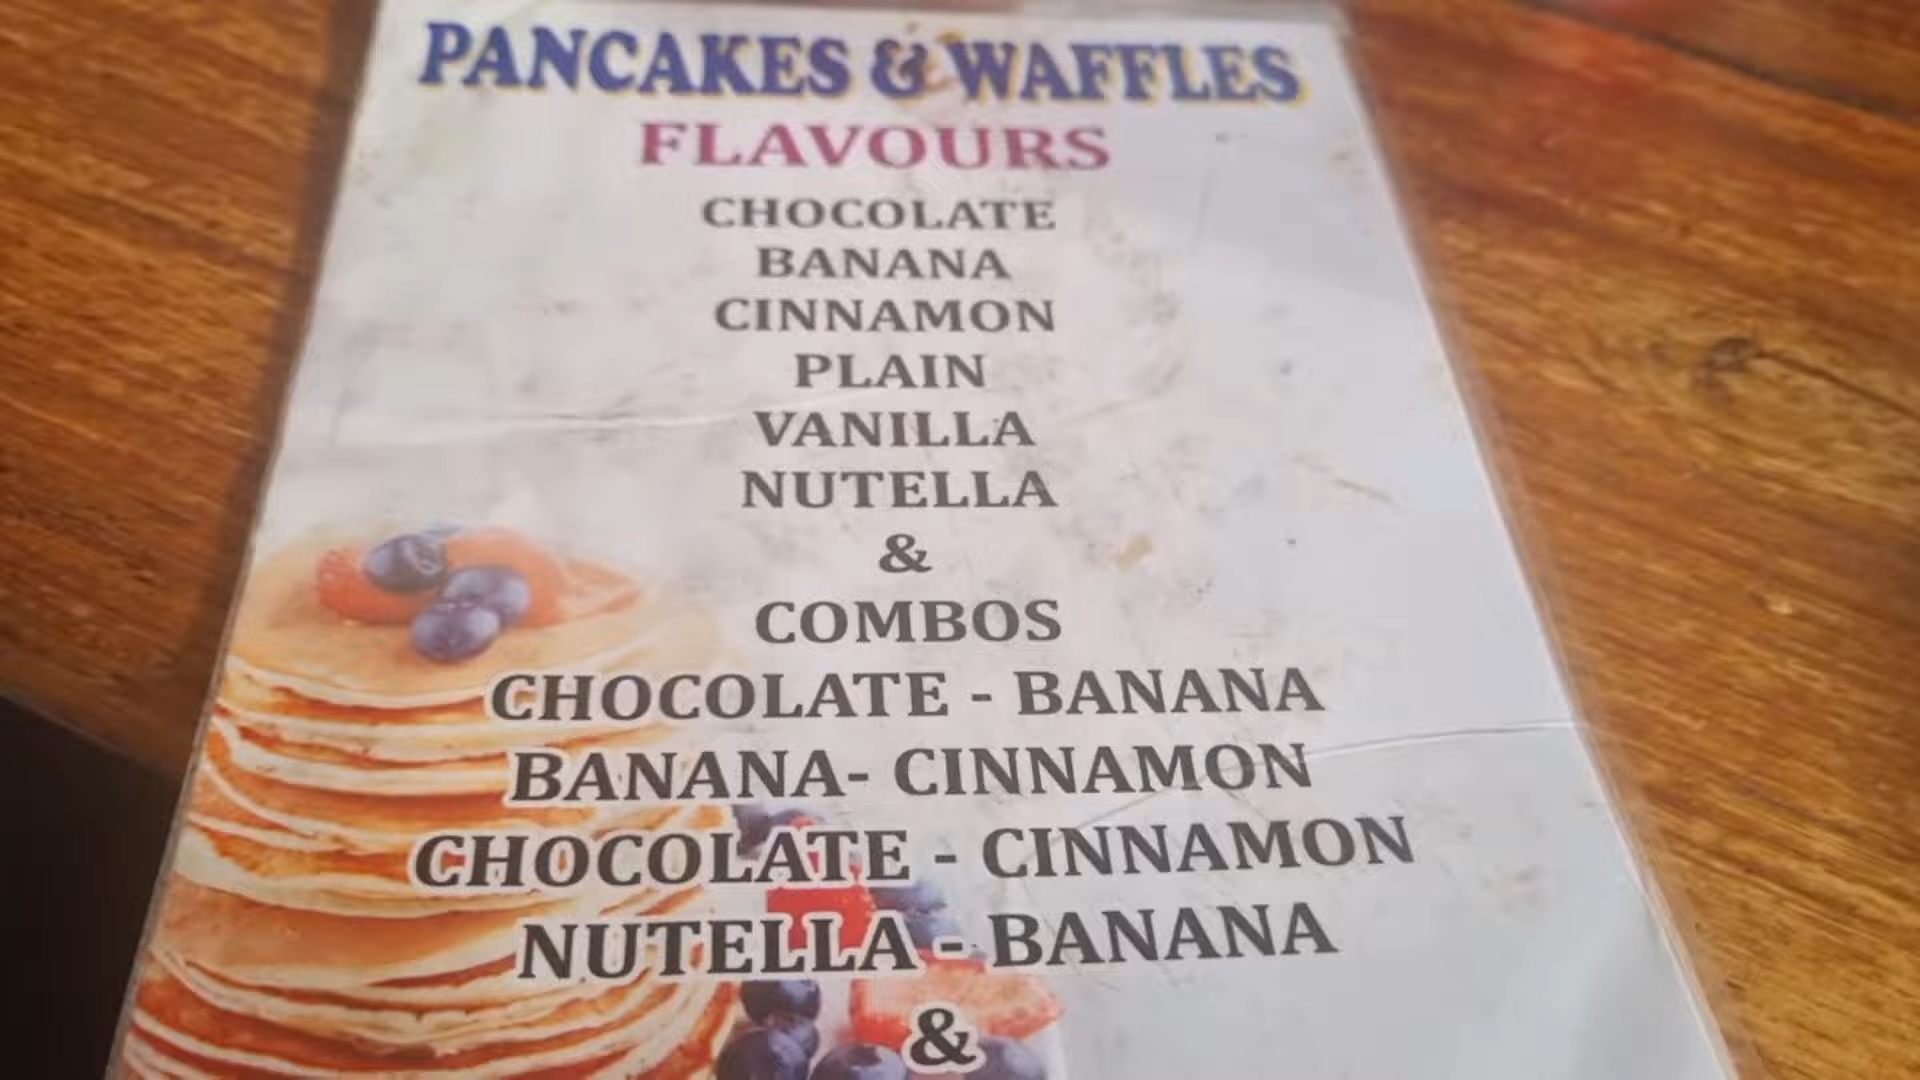 PANCAKES & WAFFLES
FLAVOURS
CHOCOLATE
BANANA
CINNAMON
PLAIN
VANILLA
NUTELLA
&
COMBOS
CHOCOLATE - BANANA
BANANA- CINNAMON
CHOCOLATE - CINNAMON
NUTELLA - BANANA
&